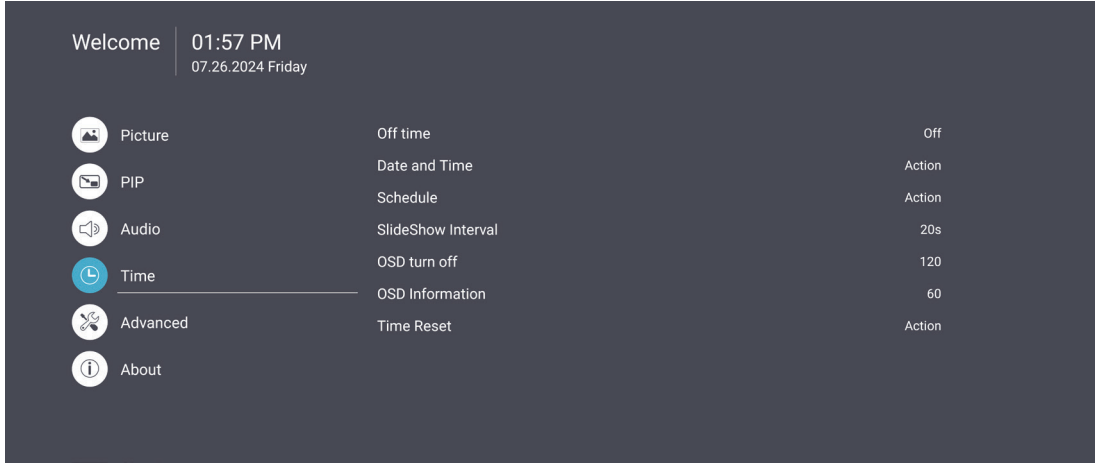 Welcome
01:57 PM
07.26.2024 Friday
Picture
PIP
Audio
Time
Advanced
About
Off time Off
Date and Time Action
Schedule Action
SlideShow Interval 20s
OSD turn off 120
OSD Information 60
Time Reset Action